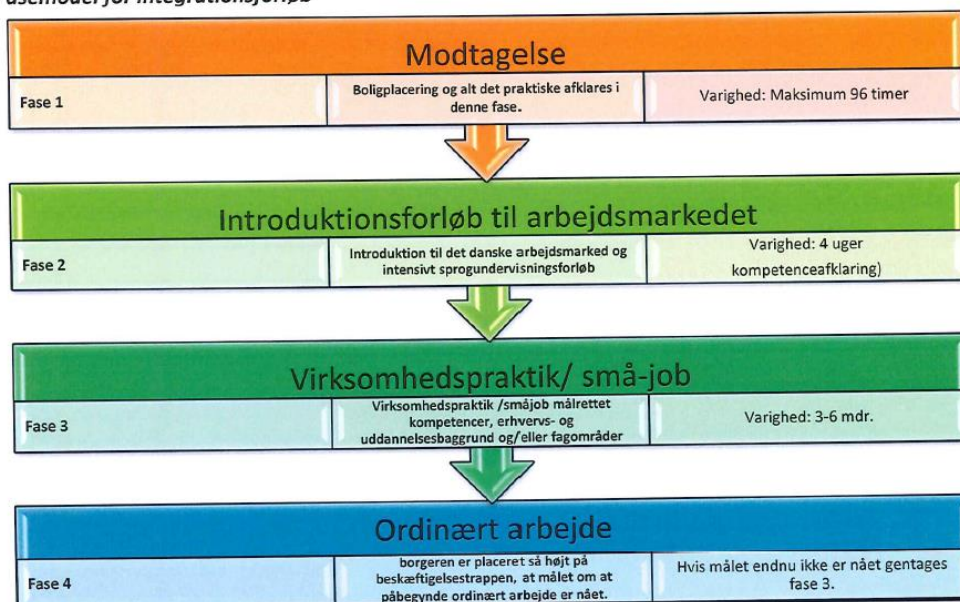 asemodel for integrationsforløb
Modtagelse
Fase 1
Boligplacering og alt det praktiske afklares i
denne fase.
Varighed: Maksimum 96 timer
Introduktionsforløb til arbejdsmarkedet
Fase 2
Introduktion til det danske arbejdsmarked og
intensivt sprogundervisningsforløb
Varighed: 4 uger
kompetenceafklaring)
Virksomhedspraktik/ små-job
Fase 3
Virksomhedspraktik /småjob målrettet
kompetencer, erhvervs- og
uddannelsesbaggrund og/eller fagområder
Varighed: 3-6 mdr.
Ordinært arbejde
Fase 4
borgeren er placeret så højt på
beskæftigelsestrappen, at målet om at
påbegynde ordinært arbejde er nået.
Hvis målet endnu ikke er nået gentages
fase 3.